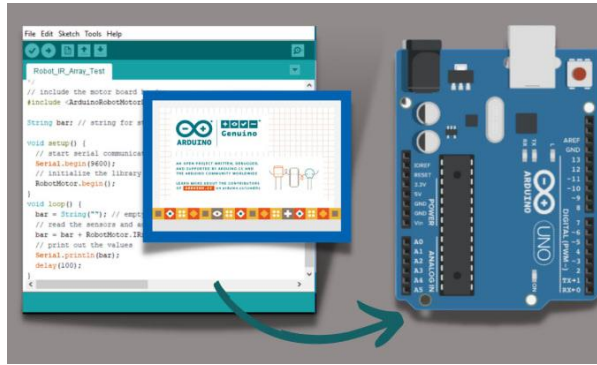 File Edit Sketch Tools Help
Robot_IR_Array_Test
*/
// include the motor board
#include <ArduinoRobotMotor
String bar; // string for st
void setup() {
// start serial communicat
Serial.begin(9600);
// initialize the library
RobotMotor.begin();
}
void loop() {
bar = String(""); // empt
// read the sensors and a
bar = bar + RobotMotor.IR
// print out the values
Serial.println(bar);
delay(100);
}
ARDUINO
Genuino
AN OPEN PROJECT WRITTEN, DEBUGGED,
AND SUPPORTED BY ARDUINO.CC AND
THE ARDUINO COMMUNITY WORLDWIDE
LEARN MORE ABOUT THE CONTRIBUTORS
OF ARDUINO.CC
IOREF
RESET
3.3V
5V
GND
GND
Vin
POWER
A0
A1
A2
A3
A4
A5
ANALOG IN
RX TX
L
ARDUINO
UNO
ON
AREF
GND
13
12
~11
~10
~9
8
7
~6
~5
4
~3
2
TX→1
RX←0
DIGITAL (PWM~)